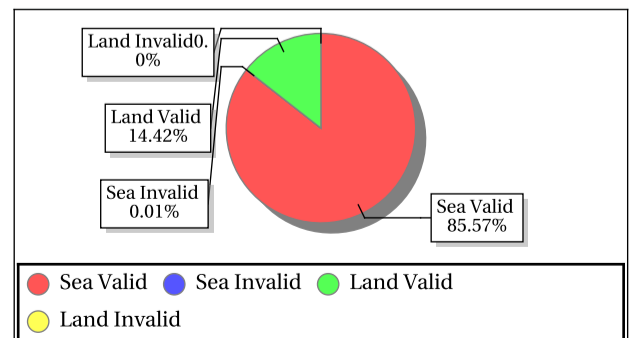 Land Invalid0.
0%
Land Valid
14.42%
Sea Invalid
0.01%
Sea Valid
85.57%
Sea Valid Sea Invalid Land Valid
Land Invalid